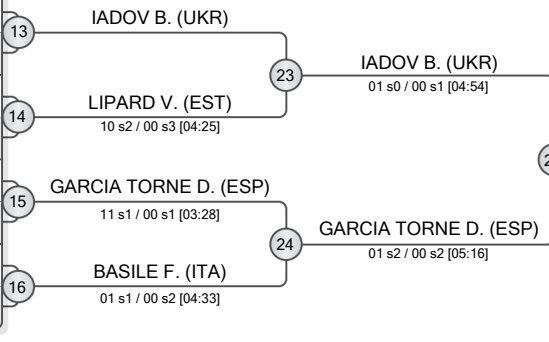 IADOV B. (UKR)
13
23
IADOV B. (UKR)
01 s0 / 00 s1 [04:54]
LIPARD V. (EST)
14
10 s2 / 00 s3 [04:25]
GARCIA TORNE D. (ESP)
15
11 s1 / 00 s1 [03:28]
24
GARCIA TORNE D. (ESP)
01 s2 / 00 s2 [05:16]
BASILE F. (ITA)
16
01 s1 / 00 s2 [04:33]